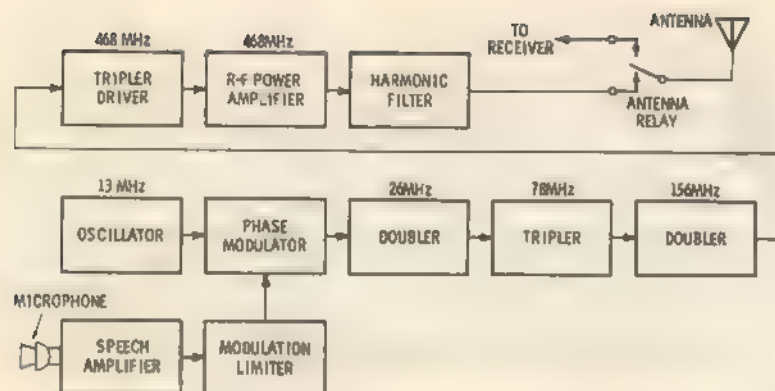 468 MHz
468MHz
TO
RECEIVER
ANTENNA
TRIPLER
DRIVER
R-F POWER
AMPLIFIER
HARMONIC
FILTER
ANTENNA
RELAY
13 MHz
26MHz
78MHz
156MHz
OSCILLATOR
PHASE
MODULATOR
DOUBLER
TRIPLER
DOUBLER
MICROPHONE
SPEECH
AMPLIFIER
MODULATION
LIMITER